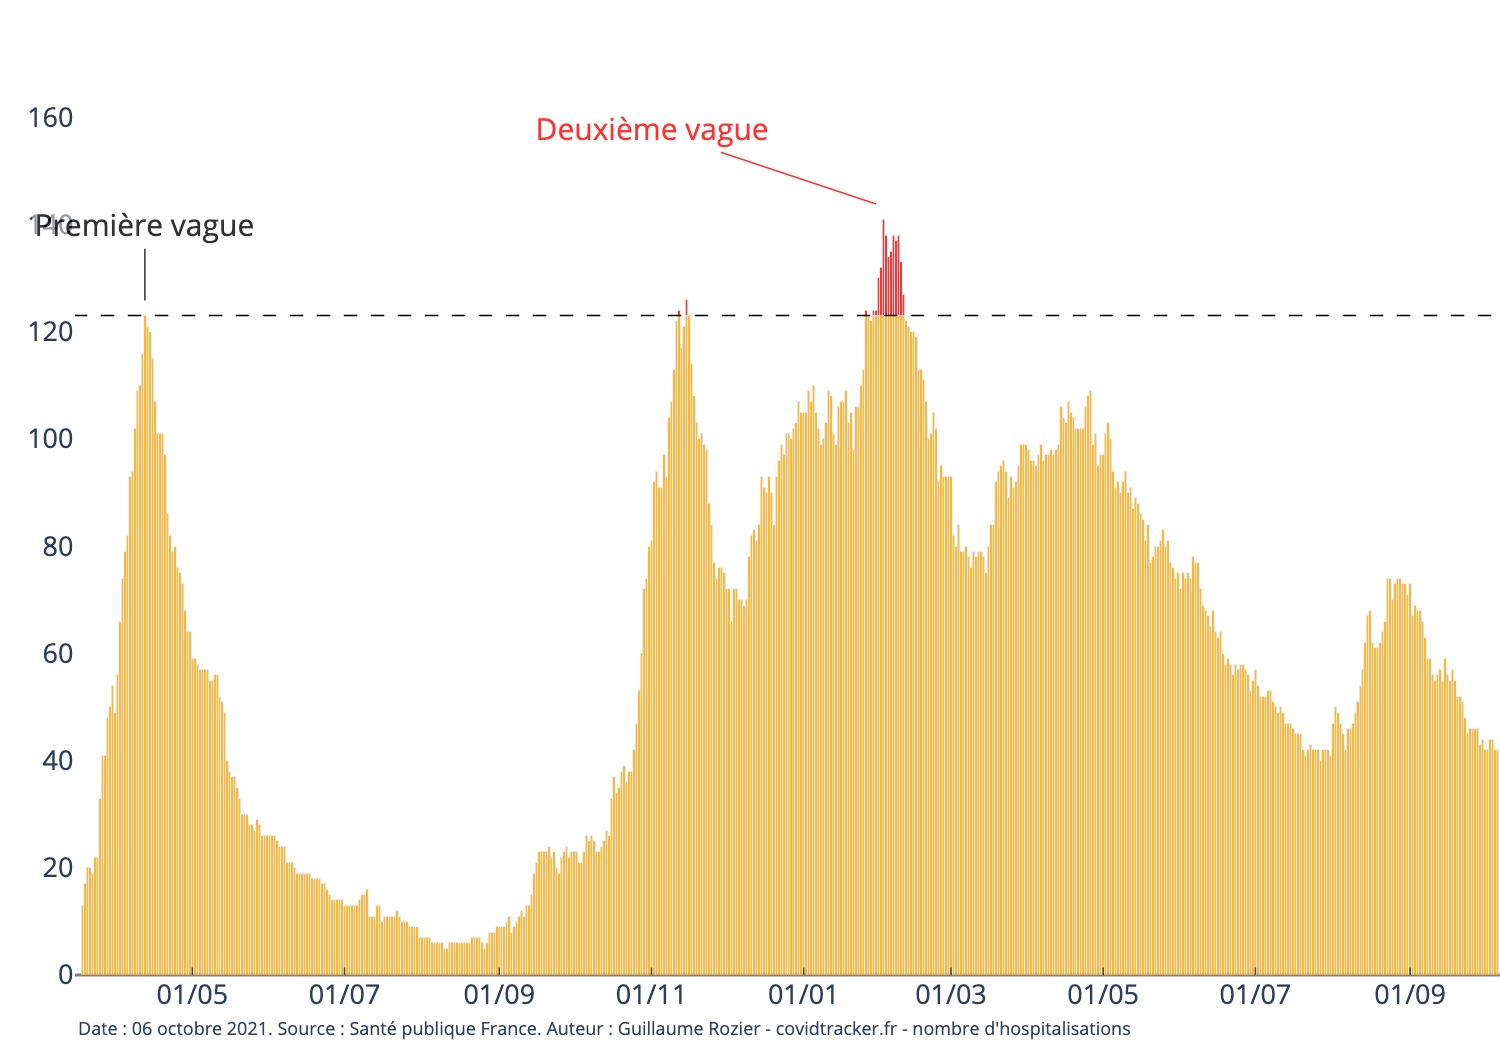 160
Deuxième vague
140
Première vague
120
100
80
60
40
20
0
01/05 01/07 01/09 01/11 01/01 01/03 01/05 01/07 01/09
Date : 06 octobre 2021. Source : Santé publique France. Auteur : Guillaume Rozier - covidtracker.fr - nombre d'hospitalisations